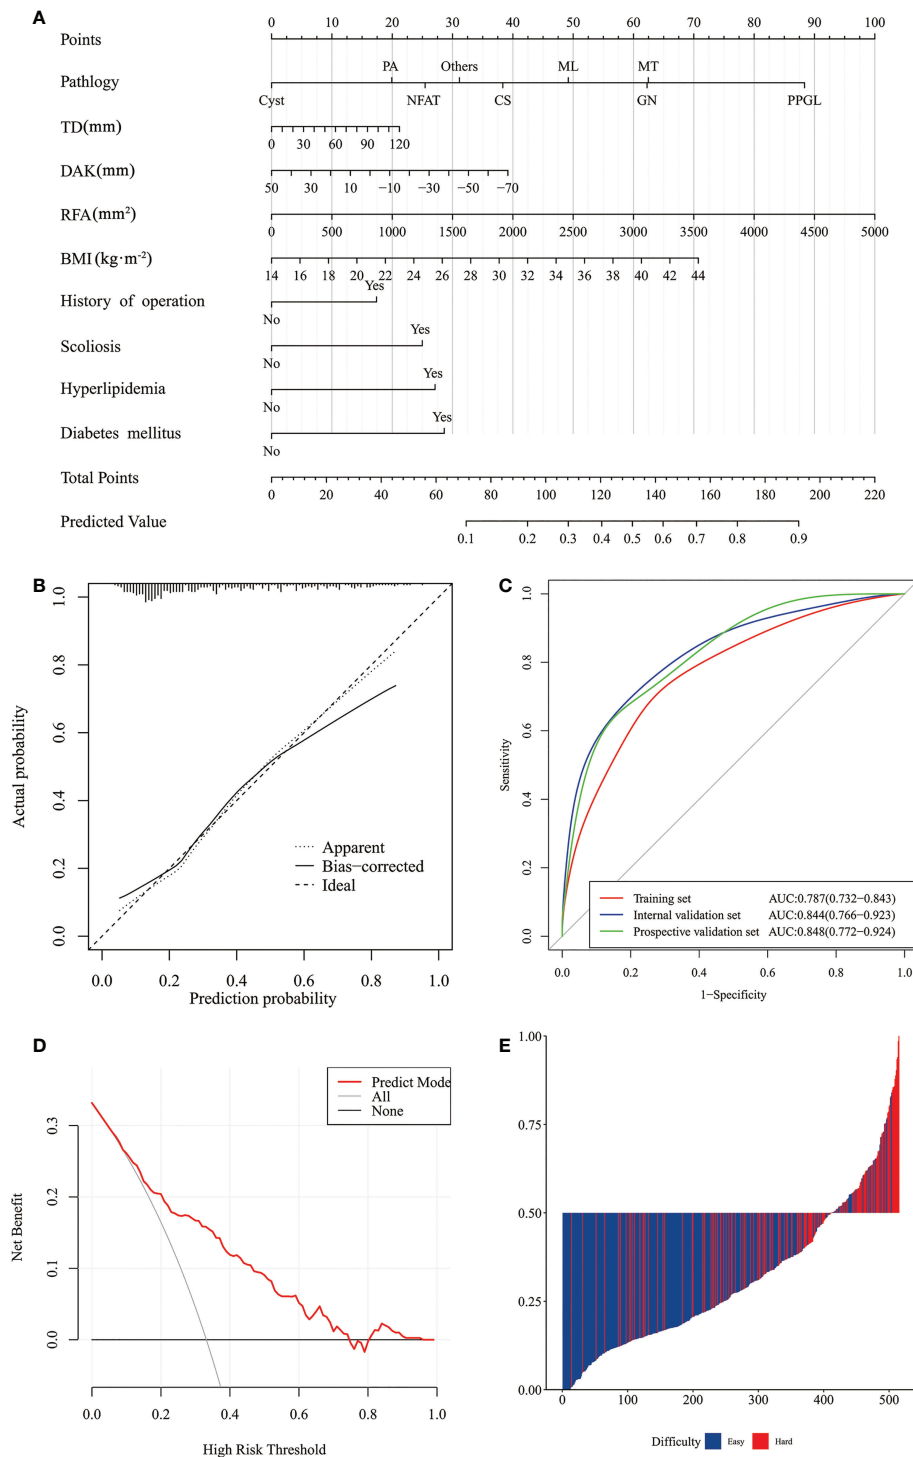 A
Points
0 10 20 30 40 50 60 70 80 90 100
Pathlogy
PA Others ML MT
Cyst NFAT CS GN PPGL
TD(mm)
0 30 60 90 120
DAK(mm)
50 30 10 −10 −30 −50 −70
RFA(mm²)
0 500 1000 1500 2000 2500 3000 3500 4000 4500 5000
BMI(kg·m⁻²)
14 16 18 20 22 24 26 28 30 32 34 36 38 40 42 44
History of operation
Yes
No
Scoliosis
Yes
No
Hyperlipidemia
Yes
No
Diabetes mellitus
Yes
No
Total Points
0 20 40 60 80 100 120 140 160 180 200 220
Predicted Value
0.1 0.2 0.3 0.4 0.5 0.6 0.7 0.8 0.9
B
Actual probability
1.0
0.8
0.6
0.4
0.2
0.0
Apparent
Bias−corrected
Ideal
0.0 0.2 0.4 0.6 0.8 1.0
Prediction probability
C
Sensitivity
1.0
0.8
0.6
0.4
0.2
0.0
Training set AUC:0.787(0.732−0.843)
Internal validation set AUC:0.844(0.766−0.923)
Prospective validation set AUC:0.848(0.772−0.924)
0.0 0.2 0.4 0.6 0.8 1.0
1−Specificity
D
Net Benefit
0.3
0.2
0.1
0.0
Predict Mode
All
None
0.0 0.2 0.4 0.6 0.8 1.0
High Risk Threshold
E
1.00
0.75
0.50
0.25
0.00
0 100 200 300 400 500
Difficulty Easy Hard